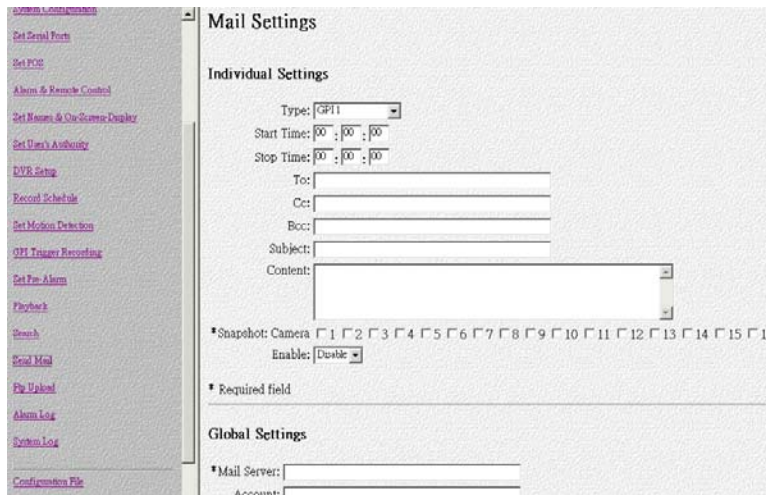 System Configuration
Set Serial Ports
Set POS
Alarm & Remote Control
Set Names & On-Screen-Display
Set User's Authority
DVR Setup
Record Schedule
Set Motion Detection
GPI Trigger Recording
Set Pre-Alarm
Playback
Search
Send Mail
Ftp Upload
Alarm Log
System Log
Configuration File
Mail Settings
Individual Settings
Type: GPI1
Start Time: 00 : 00 : 00
Stop Time: 00 : 00 : 00
To:
Cc:
Bcc:
Subject:
Content:
*Snapshot: Camera 1 2 3 4 5 6 7 8 9 10 11 12 13 14 15 1
Enable: Disable
* Required field
Global Settings
*Mail Server:
Account: